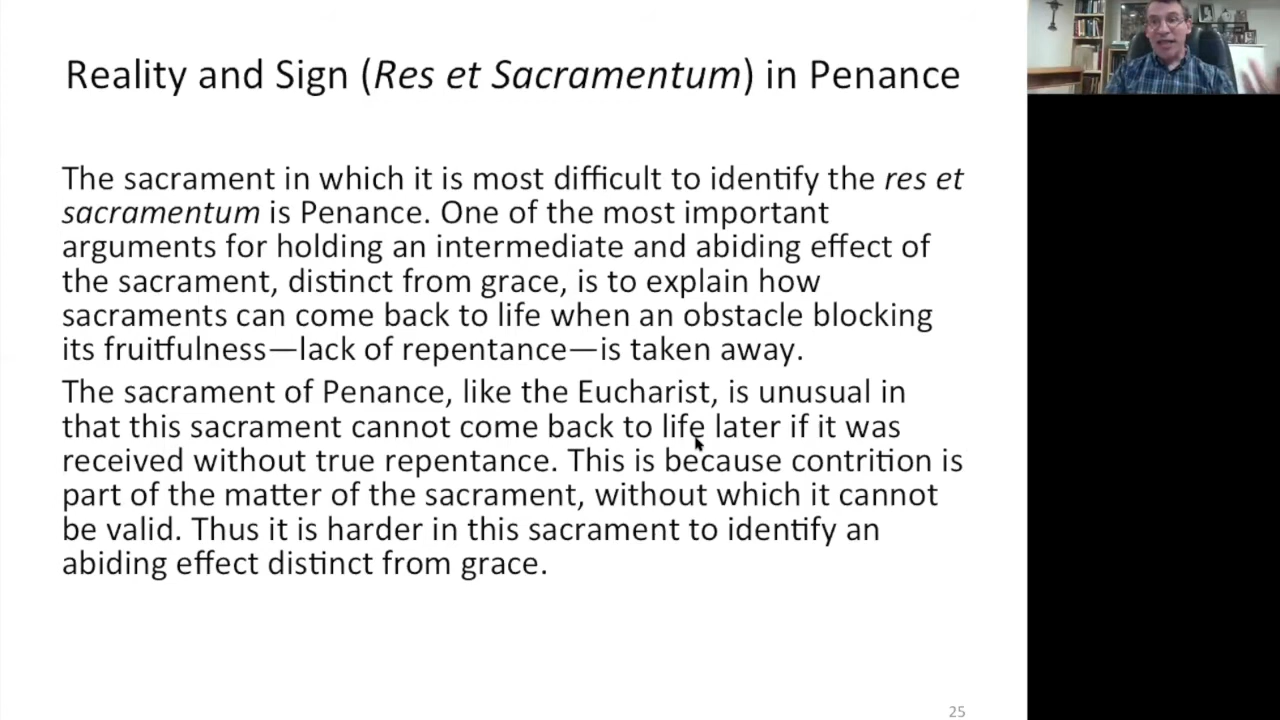 Reality and Sign (Res et Sacramentum) in Penance
The sacrament in which it is most difficult to identify the res et
sacramentum is Penance. One of the most important
arguments for holding an intermediate and abiding effect of
the sacrament, distinct from grace, is to explain how
sacraments can come back to life when an obstacle blocking
its fruitfulness—lack of repentance—is taken away.
The sacrament of Penance, like the Eucharist, is unusual in
that this sacrament cannot come back to life later if it was
received without true repentance. This is because contrition is
part of the matter of the sacrament, without which it cannot
be valid. Thus it is harder in this sacrament to identify an
abiding effect distinct from grace.
25